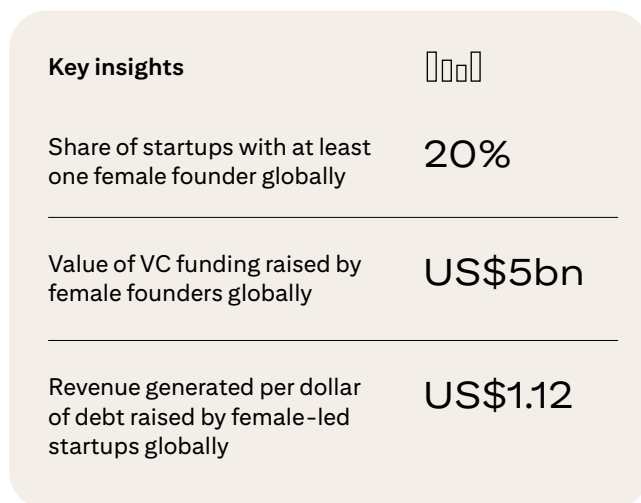 Key insights
Share of startups with at least
one female founder globally
20%
Value of VC funding raised by
female founders globally
US$5bn
Revenue generated per dollar
of debt raised by female-led
startups globally
US$1.12